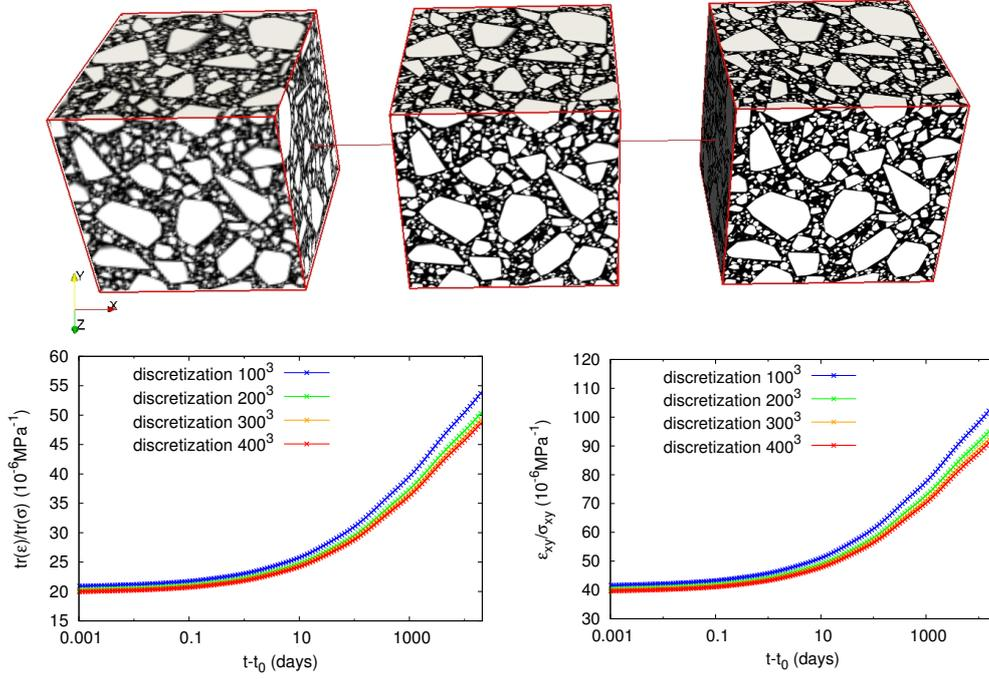 Y
X
Z
60
55
50
45
40
35
30
25
20
15
tr(ε)/tr(σ) (10⁻⁶MPa⁻¹)
discretization 100³
discretization 200³
discretization 300³
discretization 400³
0.001 0.1 10 1000
t-t₀ (days)
120
110
100
90
80
70
60
50
40
30
εxy/σxy (10⁻⁶MPa⁻¹)
discretization 100³
discretization 200³
discretization 300³
discretization 400³
0.001 0.1 10 1000
t-t₀ (days)